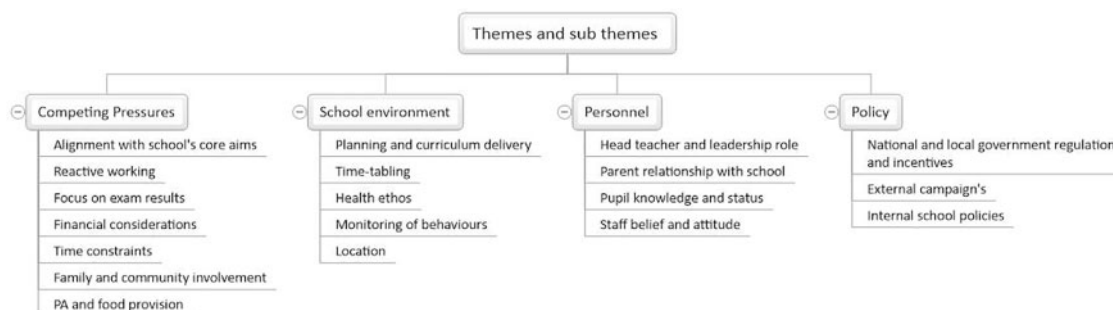 Themes and sub themes
Competing Pressures
Alignment with school's core aims
Reactive working
Focus on exam results
Financial considerations
Time constraints
Family and community involvement
PA and food provision
School environment
Planning and curriculum delivery
Time-tabling
Health ethos
Monitoring of behaviours
Location
Personnel
Head teacher and leadership role
Parent relationship with school
Pupil knowledge and status
Staff belief and attitude
Policy
National and local government regulation
and incentives
External campaign's
Internal school policies